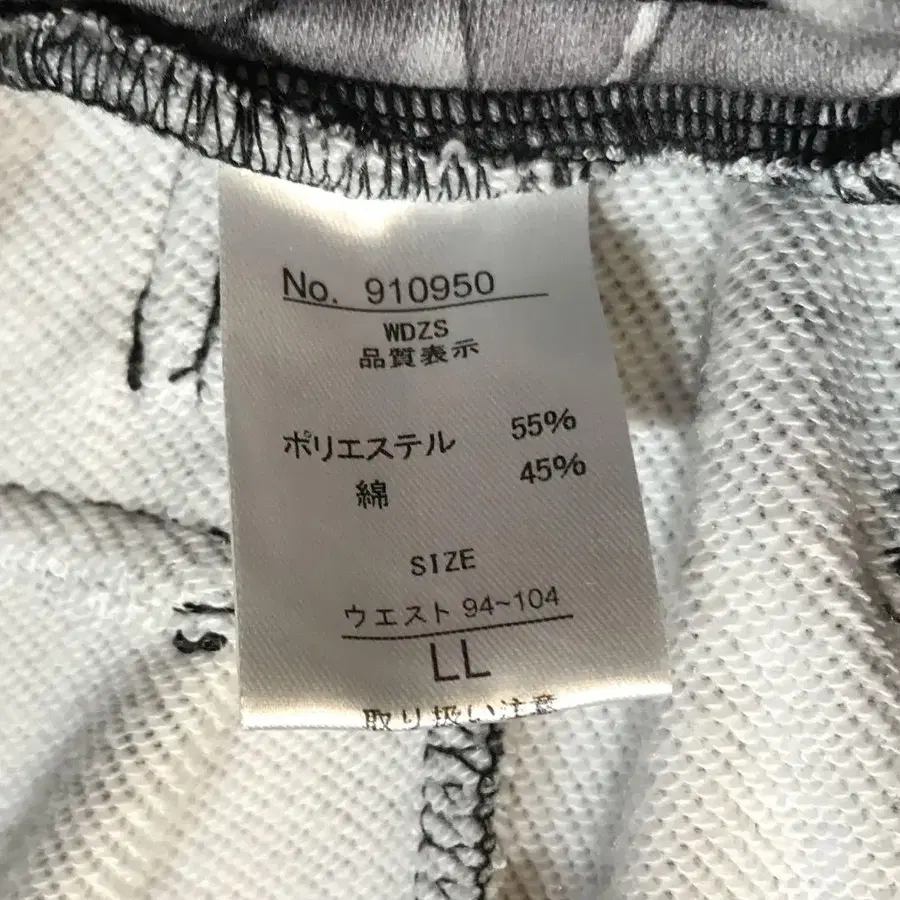 No. 910950
WDZS
品質表示
ポリエステル 55%
綿 45%
SIZE
ウエスト 94~104
LL
取り扱い注意